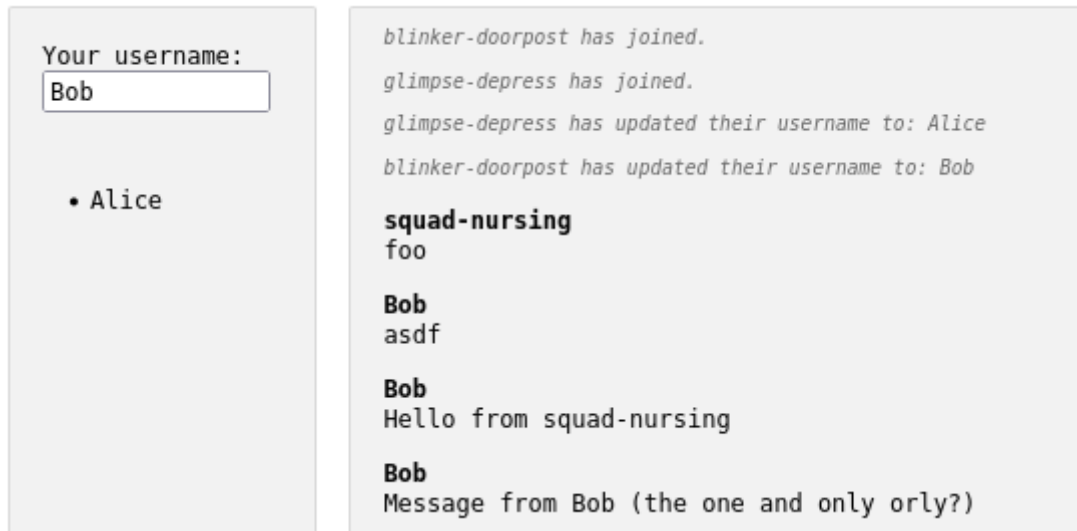 Your username:
Bob
• Alice
blinker-doorpost has joined.
glimpse-depress has joined.
glimpse-depress has updated their username to: Alice
blinker-doorpost has updated their username to: Bob
squad-nursing
foo
Bob
asdf
Bob
Hello from squad-nursing
Bob
Message from Bob (the one and only orly?)